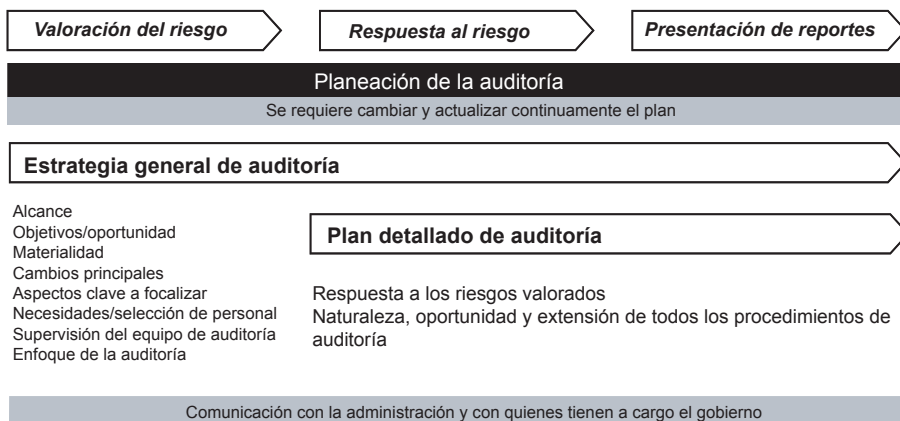 Valoración del riesgo
Respuesta al riesgo
Presentación de reportes
Planeación de la auditoría
Se requiere cambiar y actualizar continuamente el plan
Estrategia general de auditoría
Alcance
Objetivos/oportunidad
Materialidad
Cambios principales
Aspectos clave a focalizar
Necesidades/selección de personal
Supervisión del equipo de auditoría
Enfoque de la auditoría
Plan detallado de auditoría
Respuesta a los riesgos valorados
Naturaleza, oportunidad y extensión de todos los procedimientos de
auditoría
Comunicación con la administración y con quienes tienen a cargo el gobierno